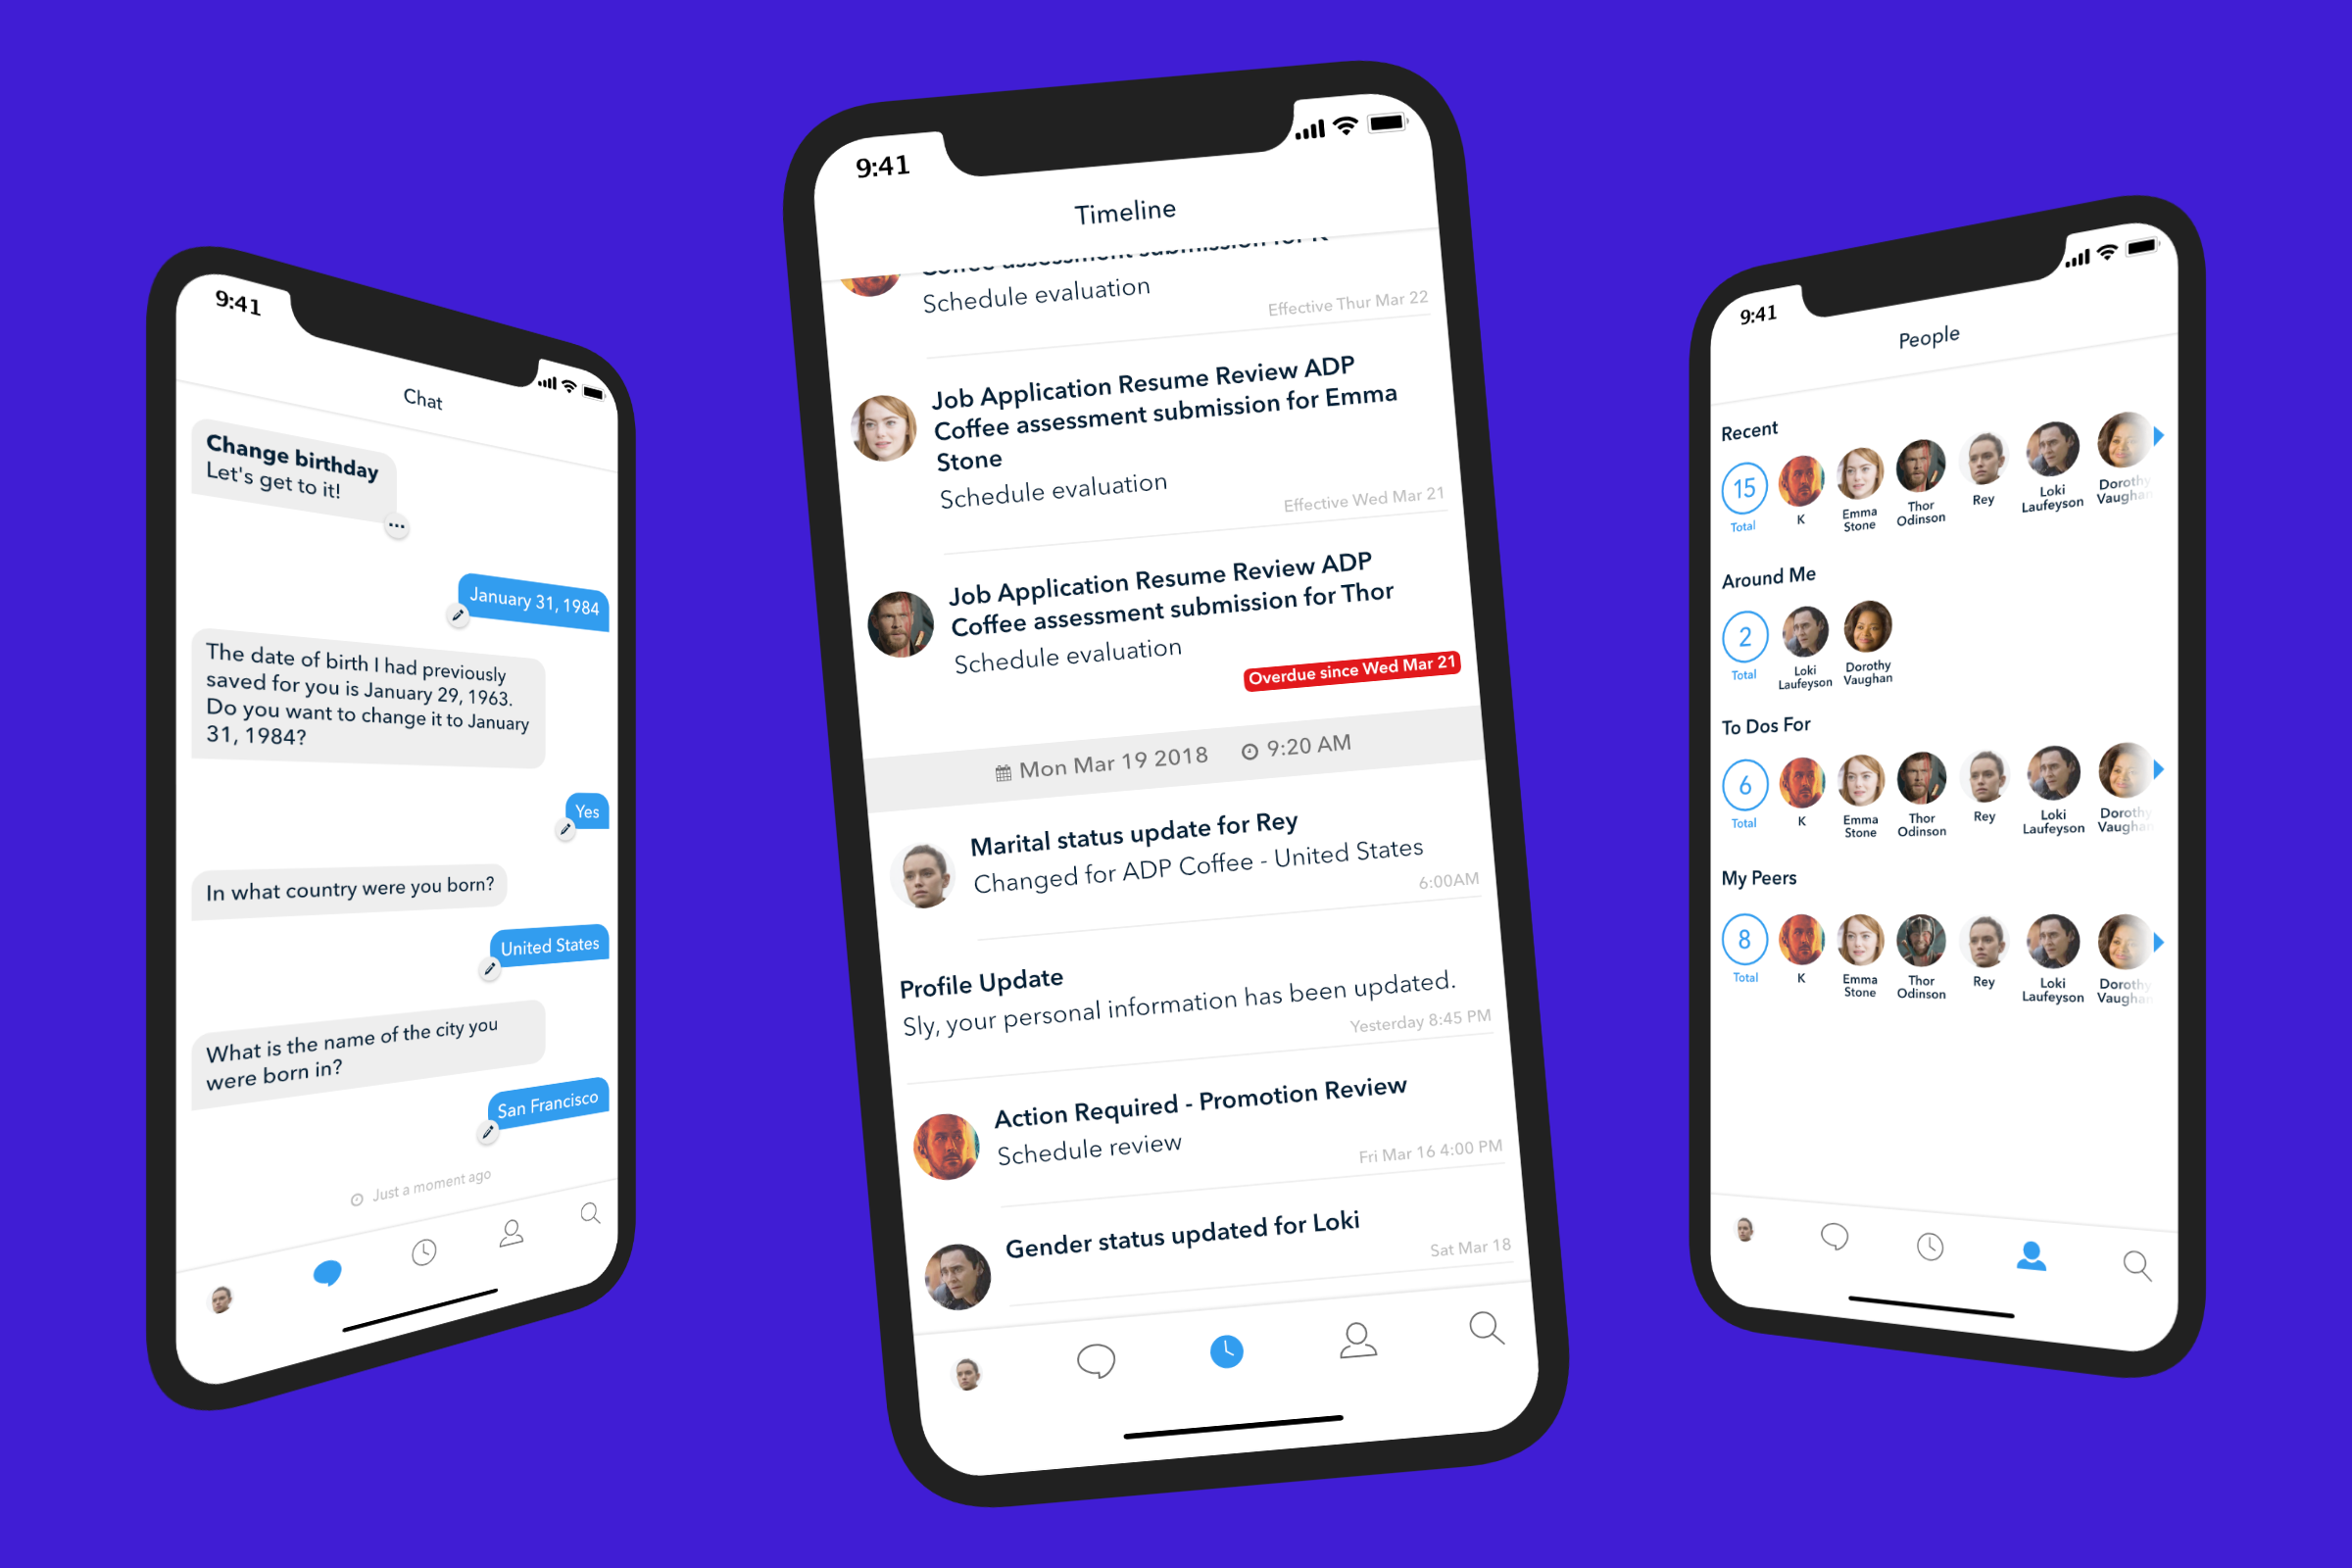 9:41
Chat
Change birthday
Let's get to it!
January 31, 1984
The date of birth I had previously
saved for you is January 29, 1963.
Do you want to change it to January
31, 1984?
Yes
In what country were you born?
United States
What is the name of the city you
were born in?
San Francisco
Just a moment ago
9:41
Timeline
Coffee assessment submission for K
Schedule evaluation
Effective Thur Mar 22
Job Application Resume Review ADP
Coffee assessment submission for Emma
Stone
Schedule evaluation
Effective Wed Mar 21
Job Application Resume Review ADP
Coffee assessment submission for Thor
Schedule evaluation
Overdue since Wed Mar 21
Mon Mar 19 2018 9:20 AM
Marital status update for Rey
Changed for ADP Coffee - United States
6:00AM
Profile Update
Sly, your personal information has been updated.
Yesterday 8:45 PM
Action Required - Promotion Review
Schedule review
Fri Mar 16 4:00 PM
Gender status updated for Loki
Sat Mar 18
9:41
People
Recent
15
Total
K
Emma
Stone
Thor
Odinson
Rey
Loki
Laufeyson
Dorothy
Vaughan
Around Me
2
Total
Loki
Laufeyson
Dorothy
Vaughan
To Dos For
6
Total
K
Emma
Stone
Thor
Odinson
Rey
Loki
Laufeyson
Dorothy
Vaughan
My Peers
8
Total
K
Emma
Stone
Thor
Odinson
Rey
Loki
Laufeyson
Dorothy
Vaughan